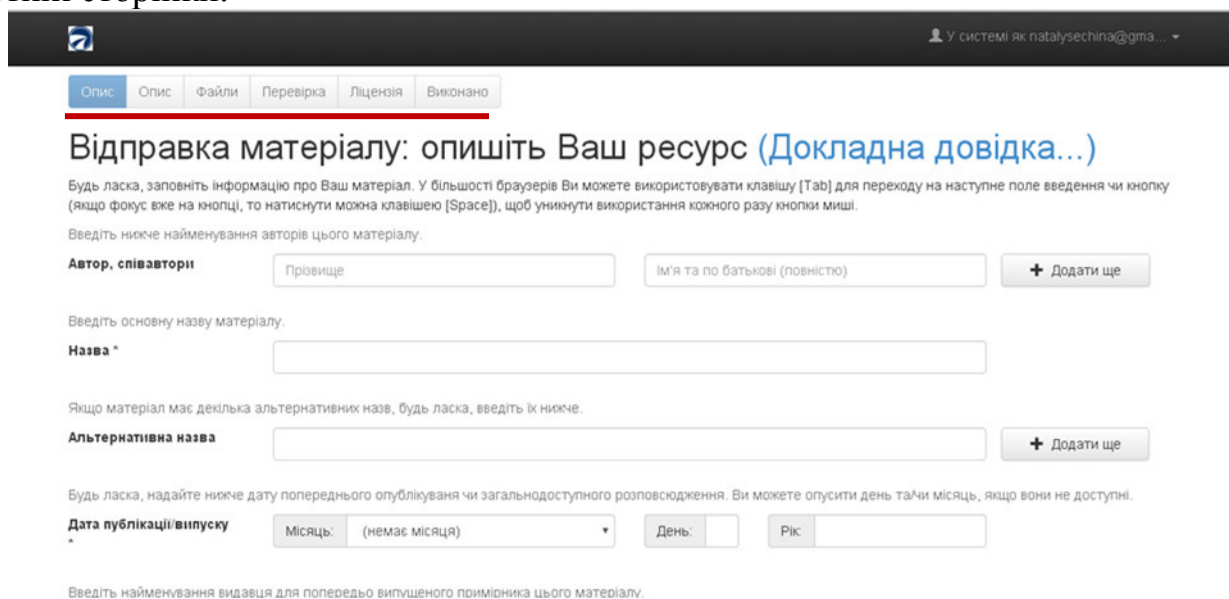 У системі як natalysechina@gma...
Опис Опис Файли Перевірка Ліцензія Виконано
Відправка матеріалу: опишіть Ваш ресурс (Докладна довідка...)
Будь ласка, заповніть інформацію про Ваш матеріал. У більшості браузерів Ви можете використовувати клавішу [Tab] для переходу на наступне поле введення чи кнопку
(якщо фокус вже на кнопці, то натиснути можна клавішею [Space]), щоб уникнути використання кожного разу кнопки миші.
Введіть нижче найменування авторів цього матеріалу.
Автор, співавтори Прізвище Ім'я та по батькові (повністю) + Додати ще
Введіть основну назву матеріалу.
Назва *
Якщо матеріал має декілька альтернативних назв, будь ласка, введіть їх нижче.
Альтернативна назва + Додати ще
Будь ласка, надайте нижче дату попереднього опублікуваня чи загальнодоступного розповсюдження. Ви можете опусити день та/чи місяць, якщо вони не доступні.
Дата публікації/випуску Місяць: (немає місяця) День: Рік:
*
Введіть найменування видавця для попередьо випущеного примірника цього матеріалу.